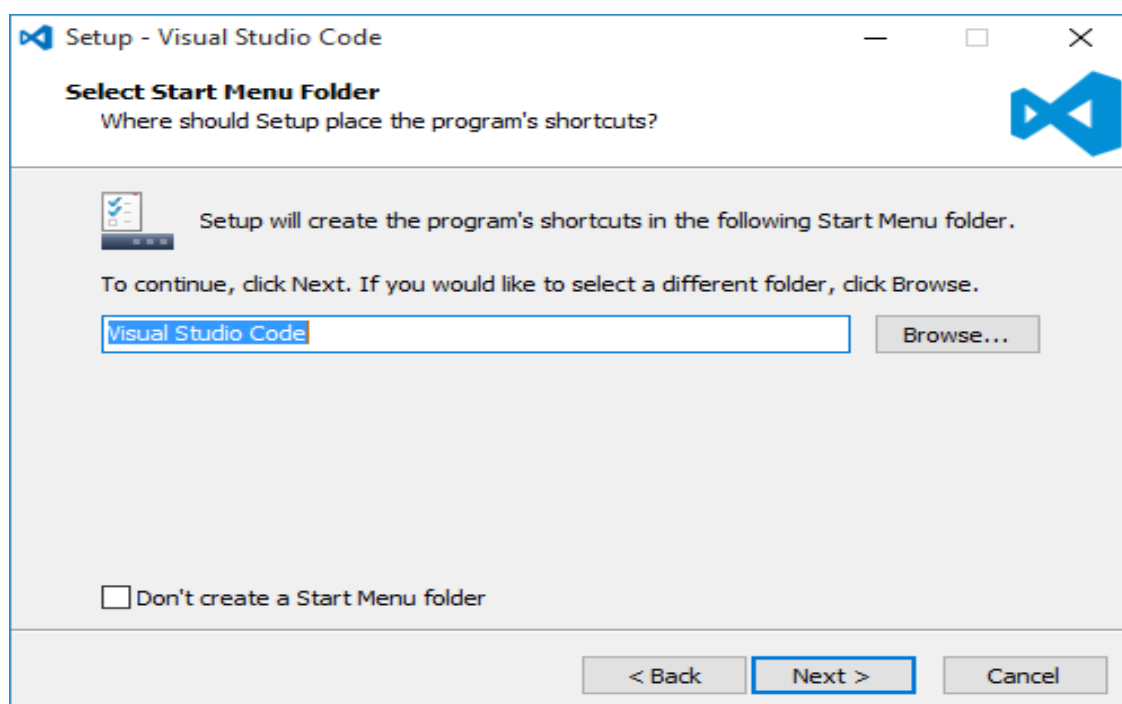 Setup - Visual Studio Code
Select Start Menu Folder
Where should Setup place the program's shortcuts?
Setup will create the program's shortcuts in the following Start Menu folder.
To continue, click Next. If you would like to select a different folder, click Browse.
Visual Studio Code
Browse...
Don't create a Start Menu folder
< Back
Next >
Cancel